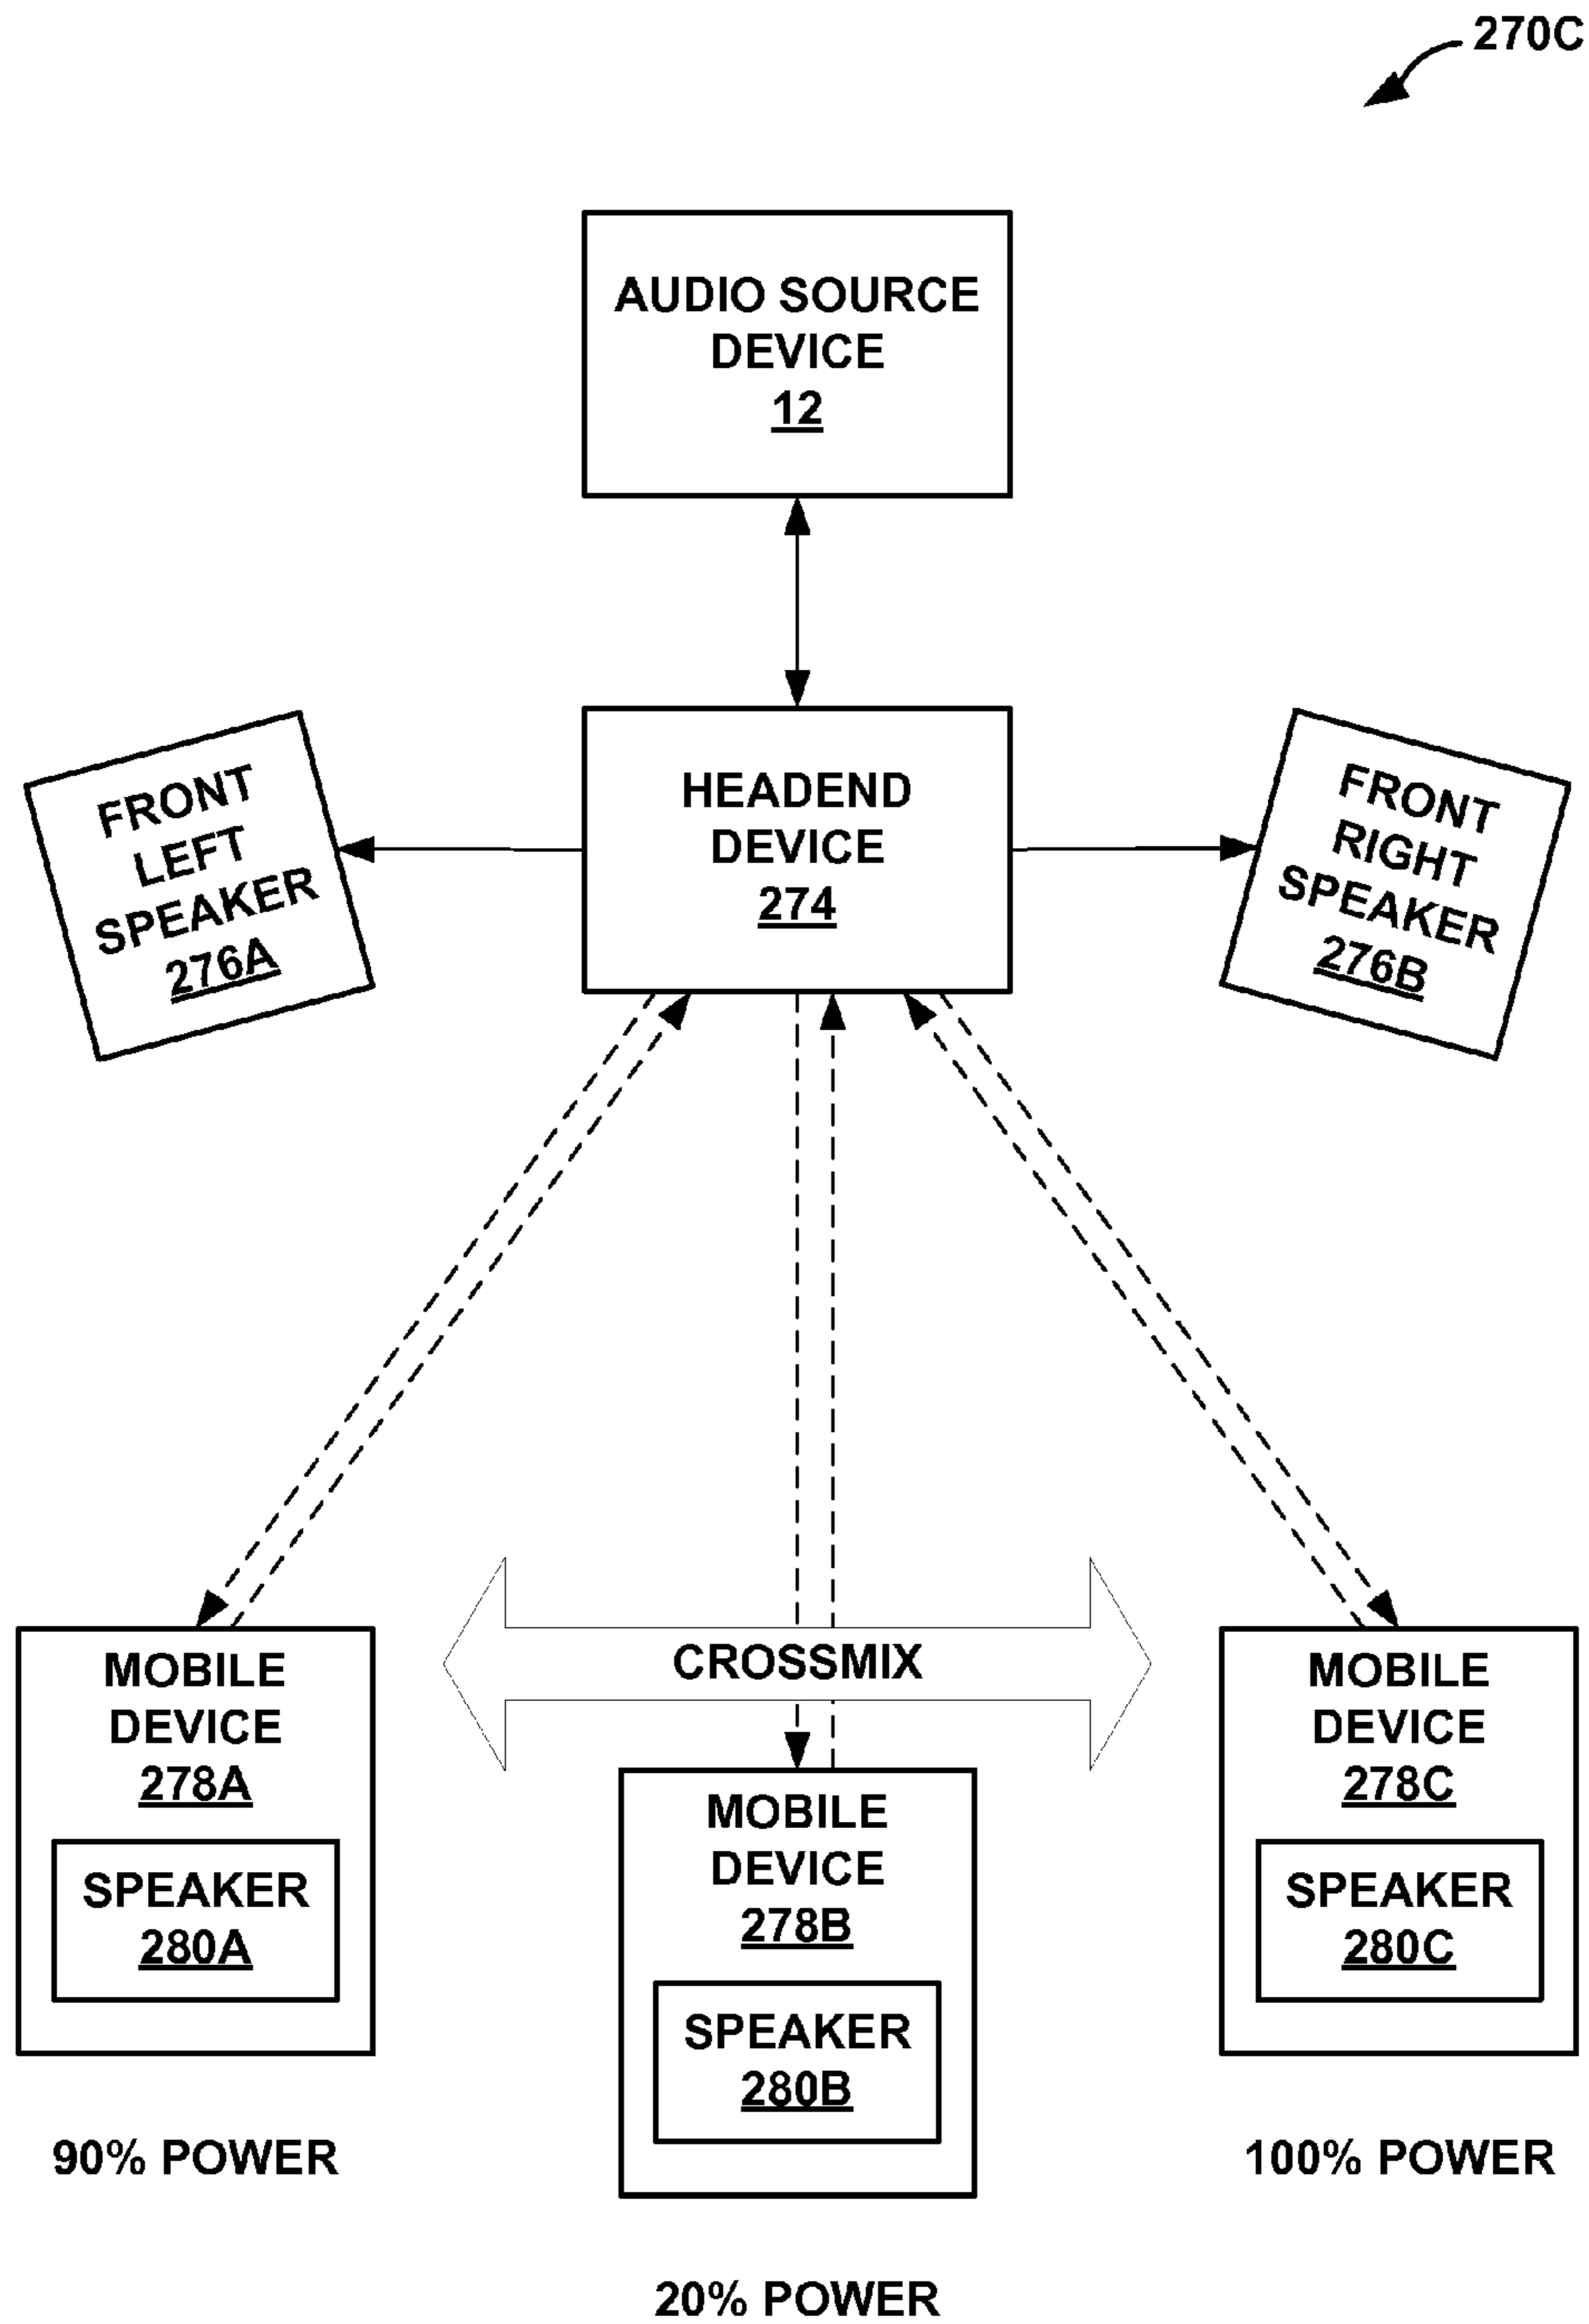 270C
AUDIO SOURCE
DEVICE
12
FRONT
LEFT
SPEAKER
276A
HEADEND
DEVICE
274
FRONT
RIGHT
SPEAKER
276B
CROSSMIX
MOBILE
DEVICE
278A
SPEAKER
280A
90% POWER
MOBILE
DEVICE
278B
SPEAKER
280B
20% POWER
MOBILE
DEVICE
278C
SPEAKER
280C
100% POWER